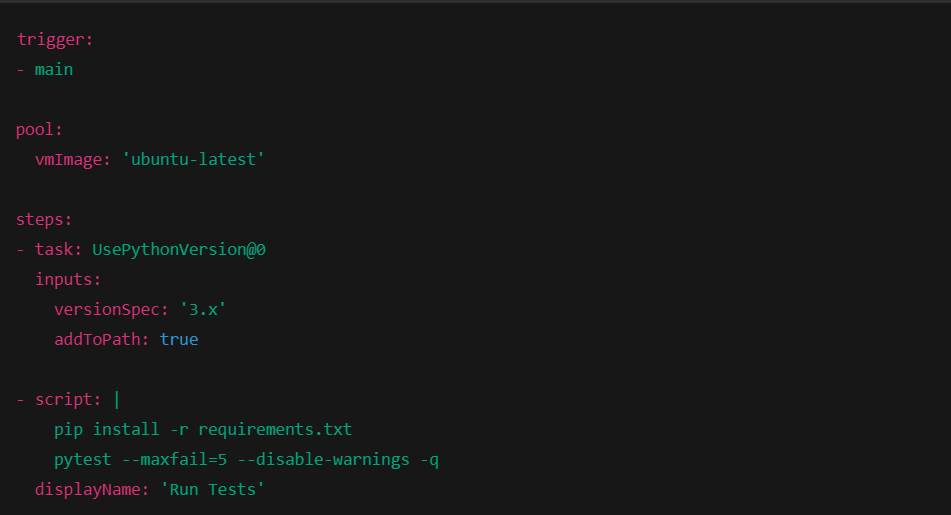 trigger:
- main
pool:
  vmImage: 'ubuntu-latest'
steps:
- task: UsePythonVersion@0
  inputs:
    versionSpec: '3.x'
    addToPath: true
- script: |
    pip install -r requirements.txt
    pytest --maxfail=5 --disable-warnings -q
  displayName: 'Run Tests'